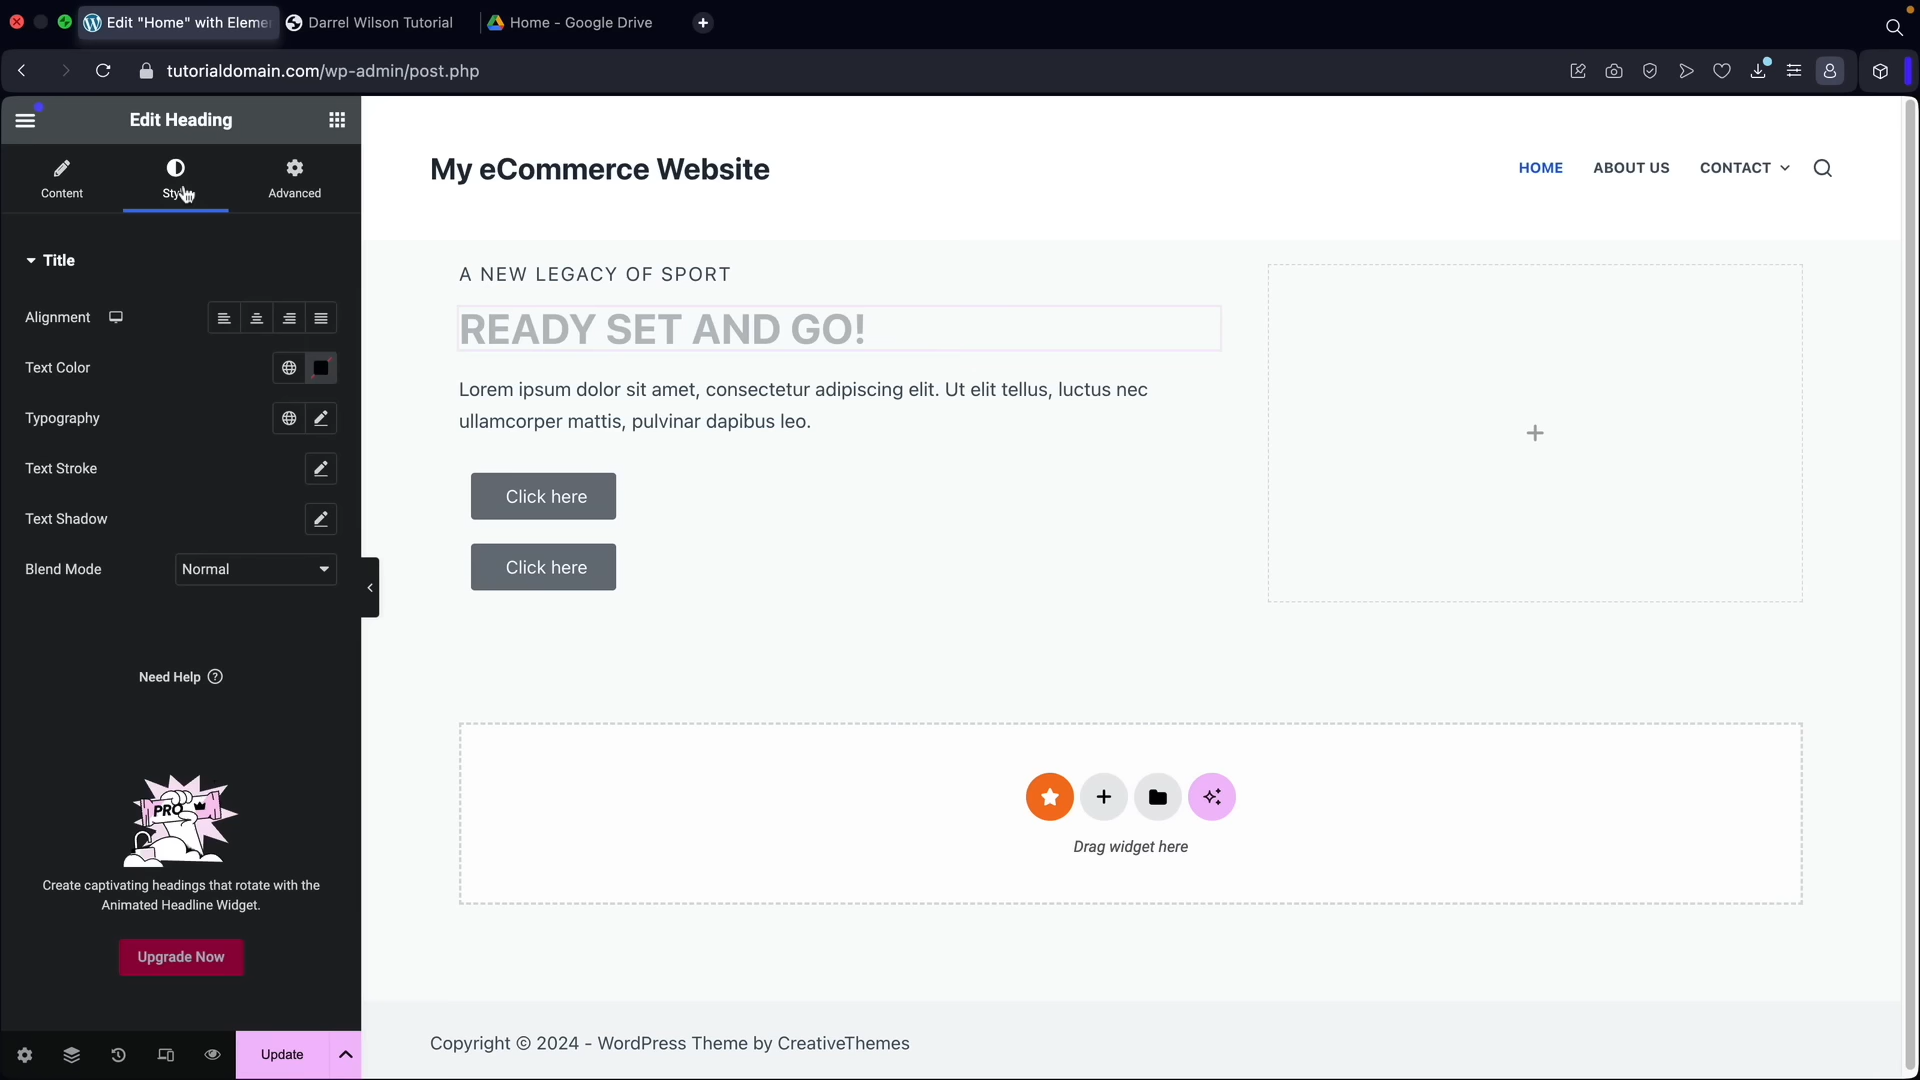 Edit "Home" with Eleme
Darrel Wilson Tutorial
Home - Google Drive
tutorialdomain.com/wp-admin/post.php
Edit Heading
Content
Advanced
Title
Alignment
Text Color
Typography
Text Stroke
Text Shadow
Blend Mode
Normal
Need Help
PRO
Create captivating headings that rotate with the
Animated Headline Widget.
Upgrade Now
Update
My eCommerce Website
HOME
ABOUT US
CONTACT
A NEW LEGACY OF SPORT
READY SET AND GO!
Lorem ipsum dolor sit amet, consectetur adipiscing elit. Ut elit tellus, luctus nec
ullamcorper mattis, pulvinar dapibus leo.
Click here
Click here
Drag widget here
Copyright © 2024 - WordPress Theme by CreativeThemes